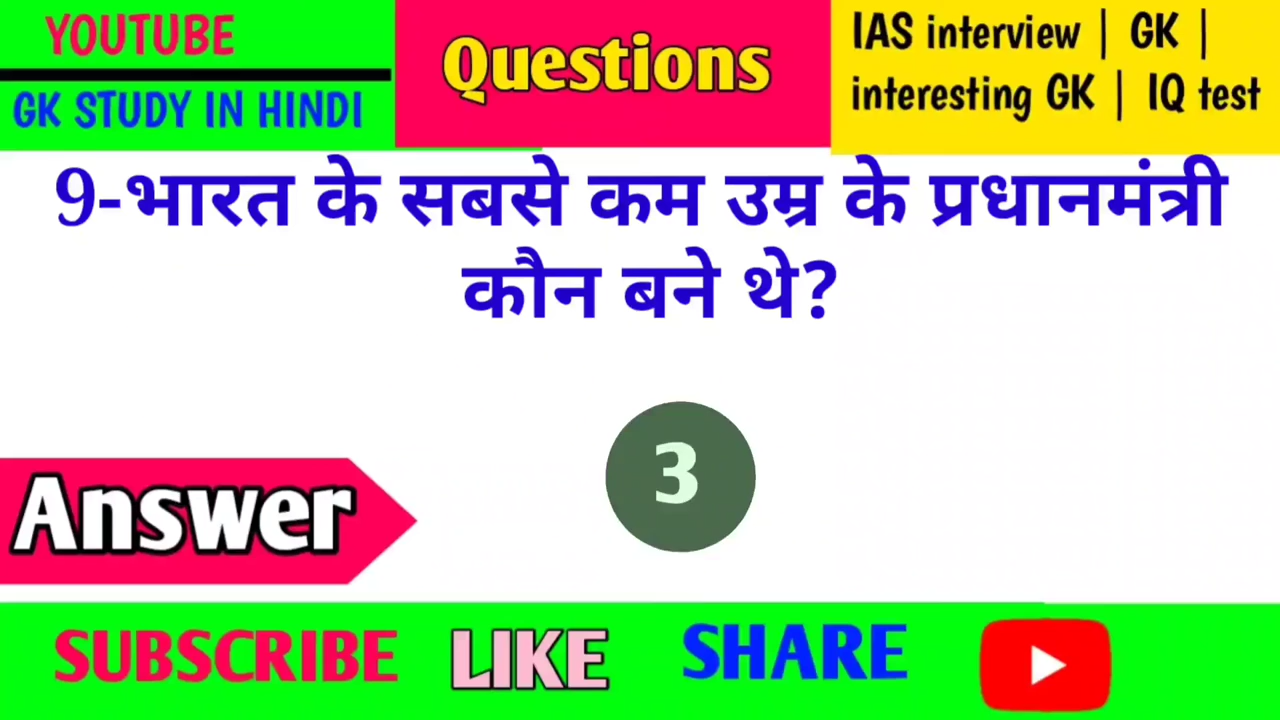 YOUTUBE
GK STUDY IN HINDI
Questions
IAS interview | GK |
interesting GK | IQ test
9-भारत के सबसे कम उम्र के प्रधानमंत्री
कौन बने थे?
3
Answer
SUBSCRIBE LIKE SHARE